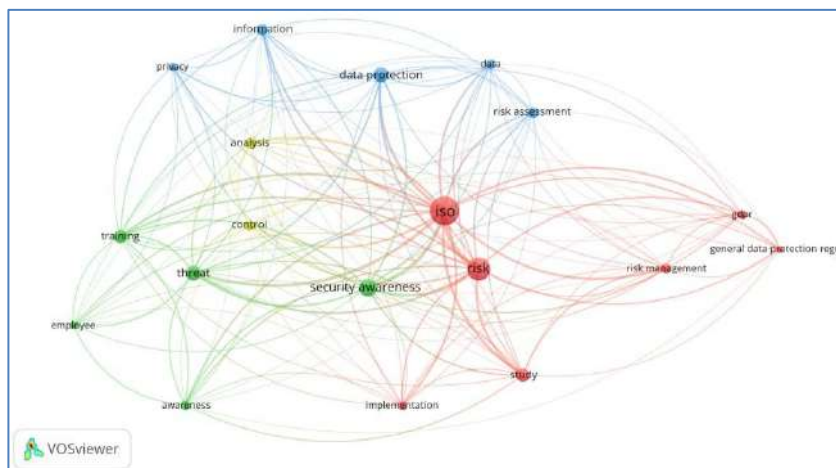 information
privacy
data protection
data
risk assessment
analysis
iso
gdpr
control
training
general data protection regu
threat
risk
risk management
security awareness
employee
study
awareness
implementation
VOSviewer